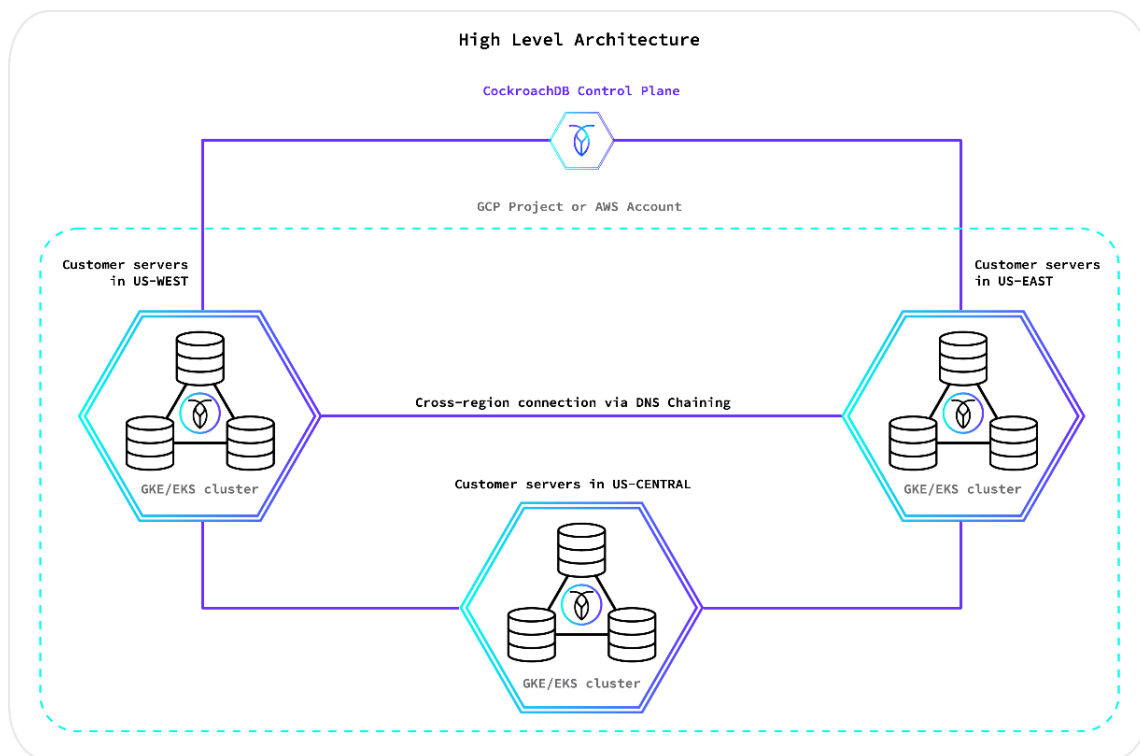 High Level Architecture
CockroachDB Control Plane
GCP Project or AWS Account
Customer servers
in US-WEST
Customer servers
in US-EAST
Cross-region connection via DNS Chaining
GKE/EKS cluster
GKE/EKS cluster
Customer servers in US-CENTRAL
GKE/EKS cluster